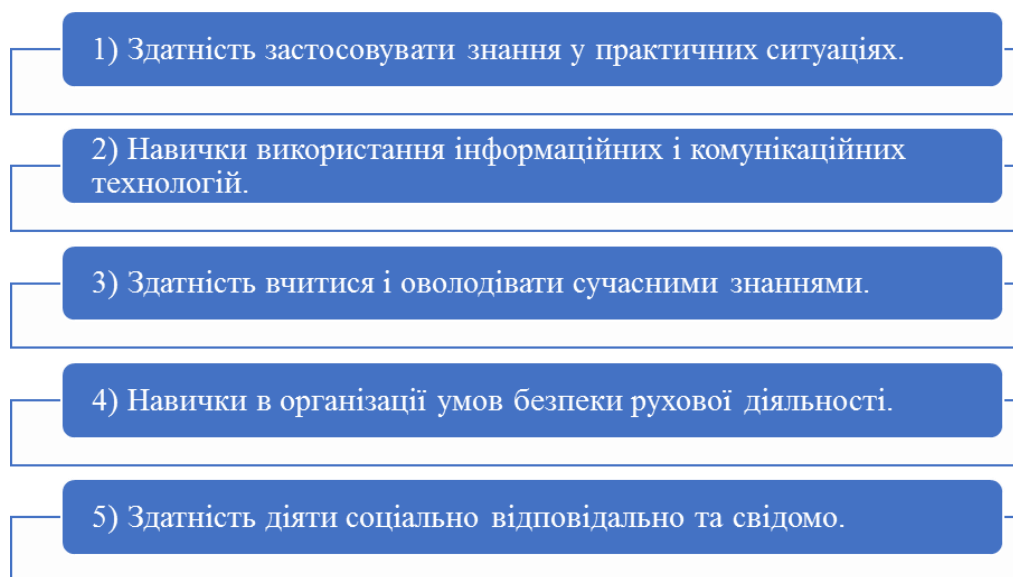 1) Здатність застосовувати знання у практичних ситуаціях.
2) Навички використання інформаційних і комунікаційних
технологій.
3) Здатність вчитися і оволодівати сучасними знаннями.
4) Навички в організації умов безпеки рухової діяльності.
5) Здатність діяти соціально відповідально та свідомо.